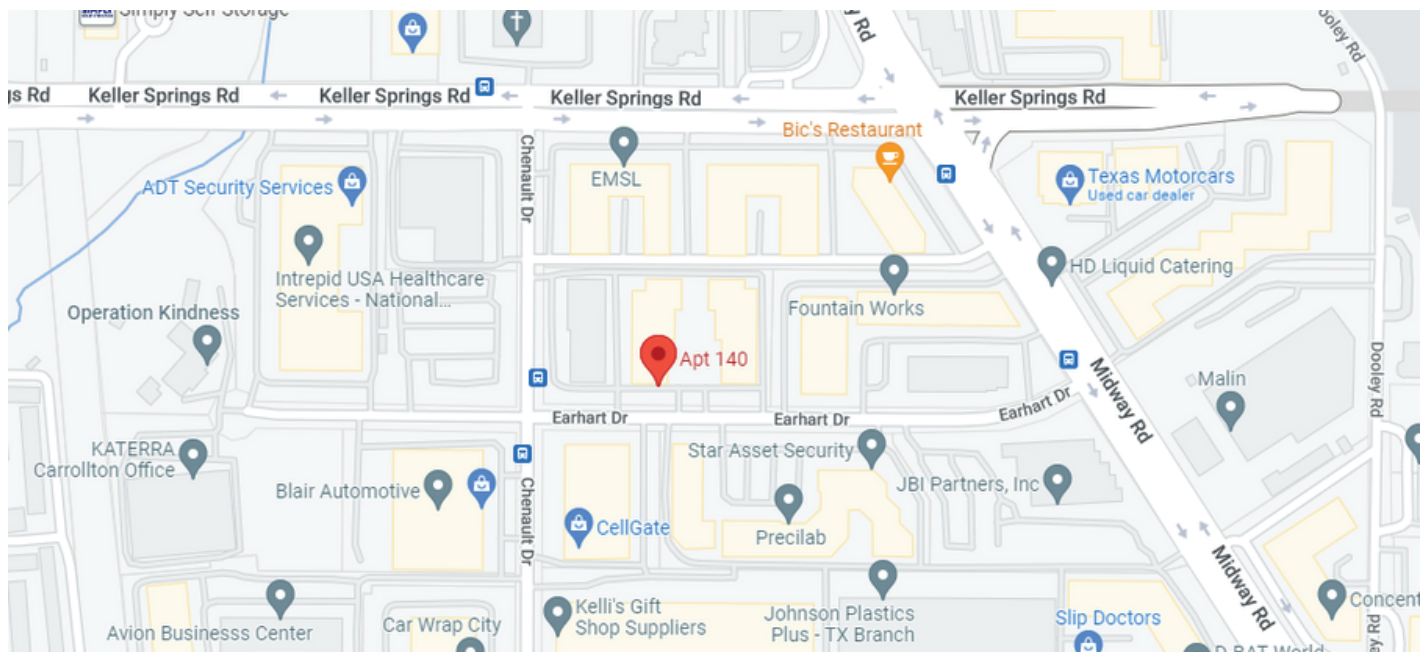 Simply Self Storage
Dooley Rd
gs Rd
Keller Springs Rd
Keller Springs Rd
Keller Springs Rd
Keller Springs Rd
Bic's Restaurant
Chenault Dr
EMSL
ADT Security Services
Texas Motorcars
Used car dealer
Intrepid USA Healthcare
Services - National...
HD Liquid Catering
Operation Kindness
Fountain Works
Apt 140
Midway Rd
Malin
Dooley Rd
Earhart Dr
Earhart Dr
Earhart Dr
KATERRA
Carrollton Office
Star Asset Security
Blair Automotive
JBI Partners, Inc
Chenault Dr
CellGate
Precilab
Midway Rd
Kelli's Gift
Shop Suppliers
Johnson Plastics
Plus - TX Branch
Avion Businesss Center
Car Wrap City
Slip Doctors
Concent
D-BAT World